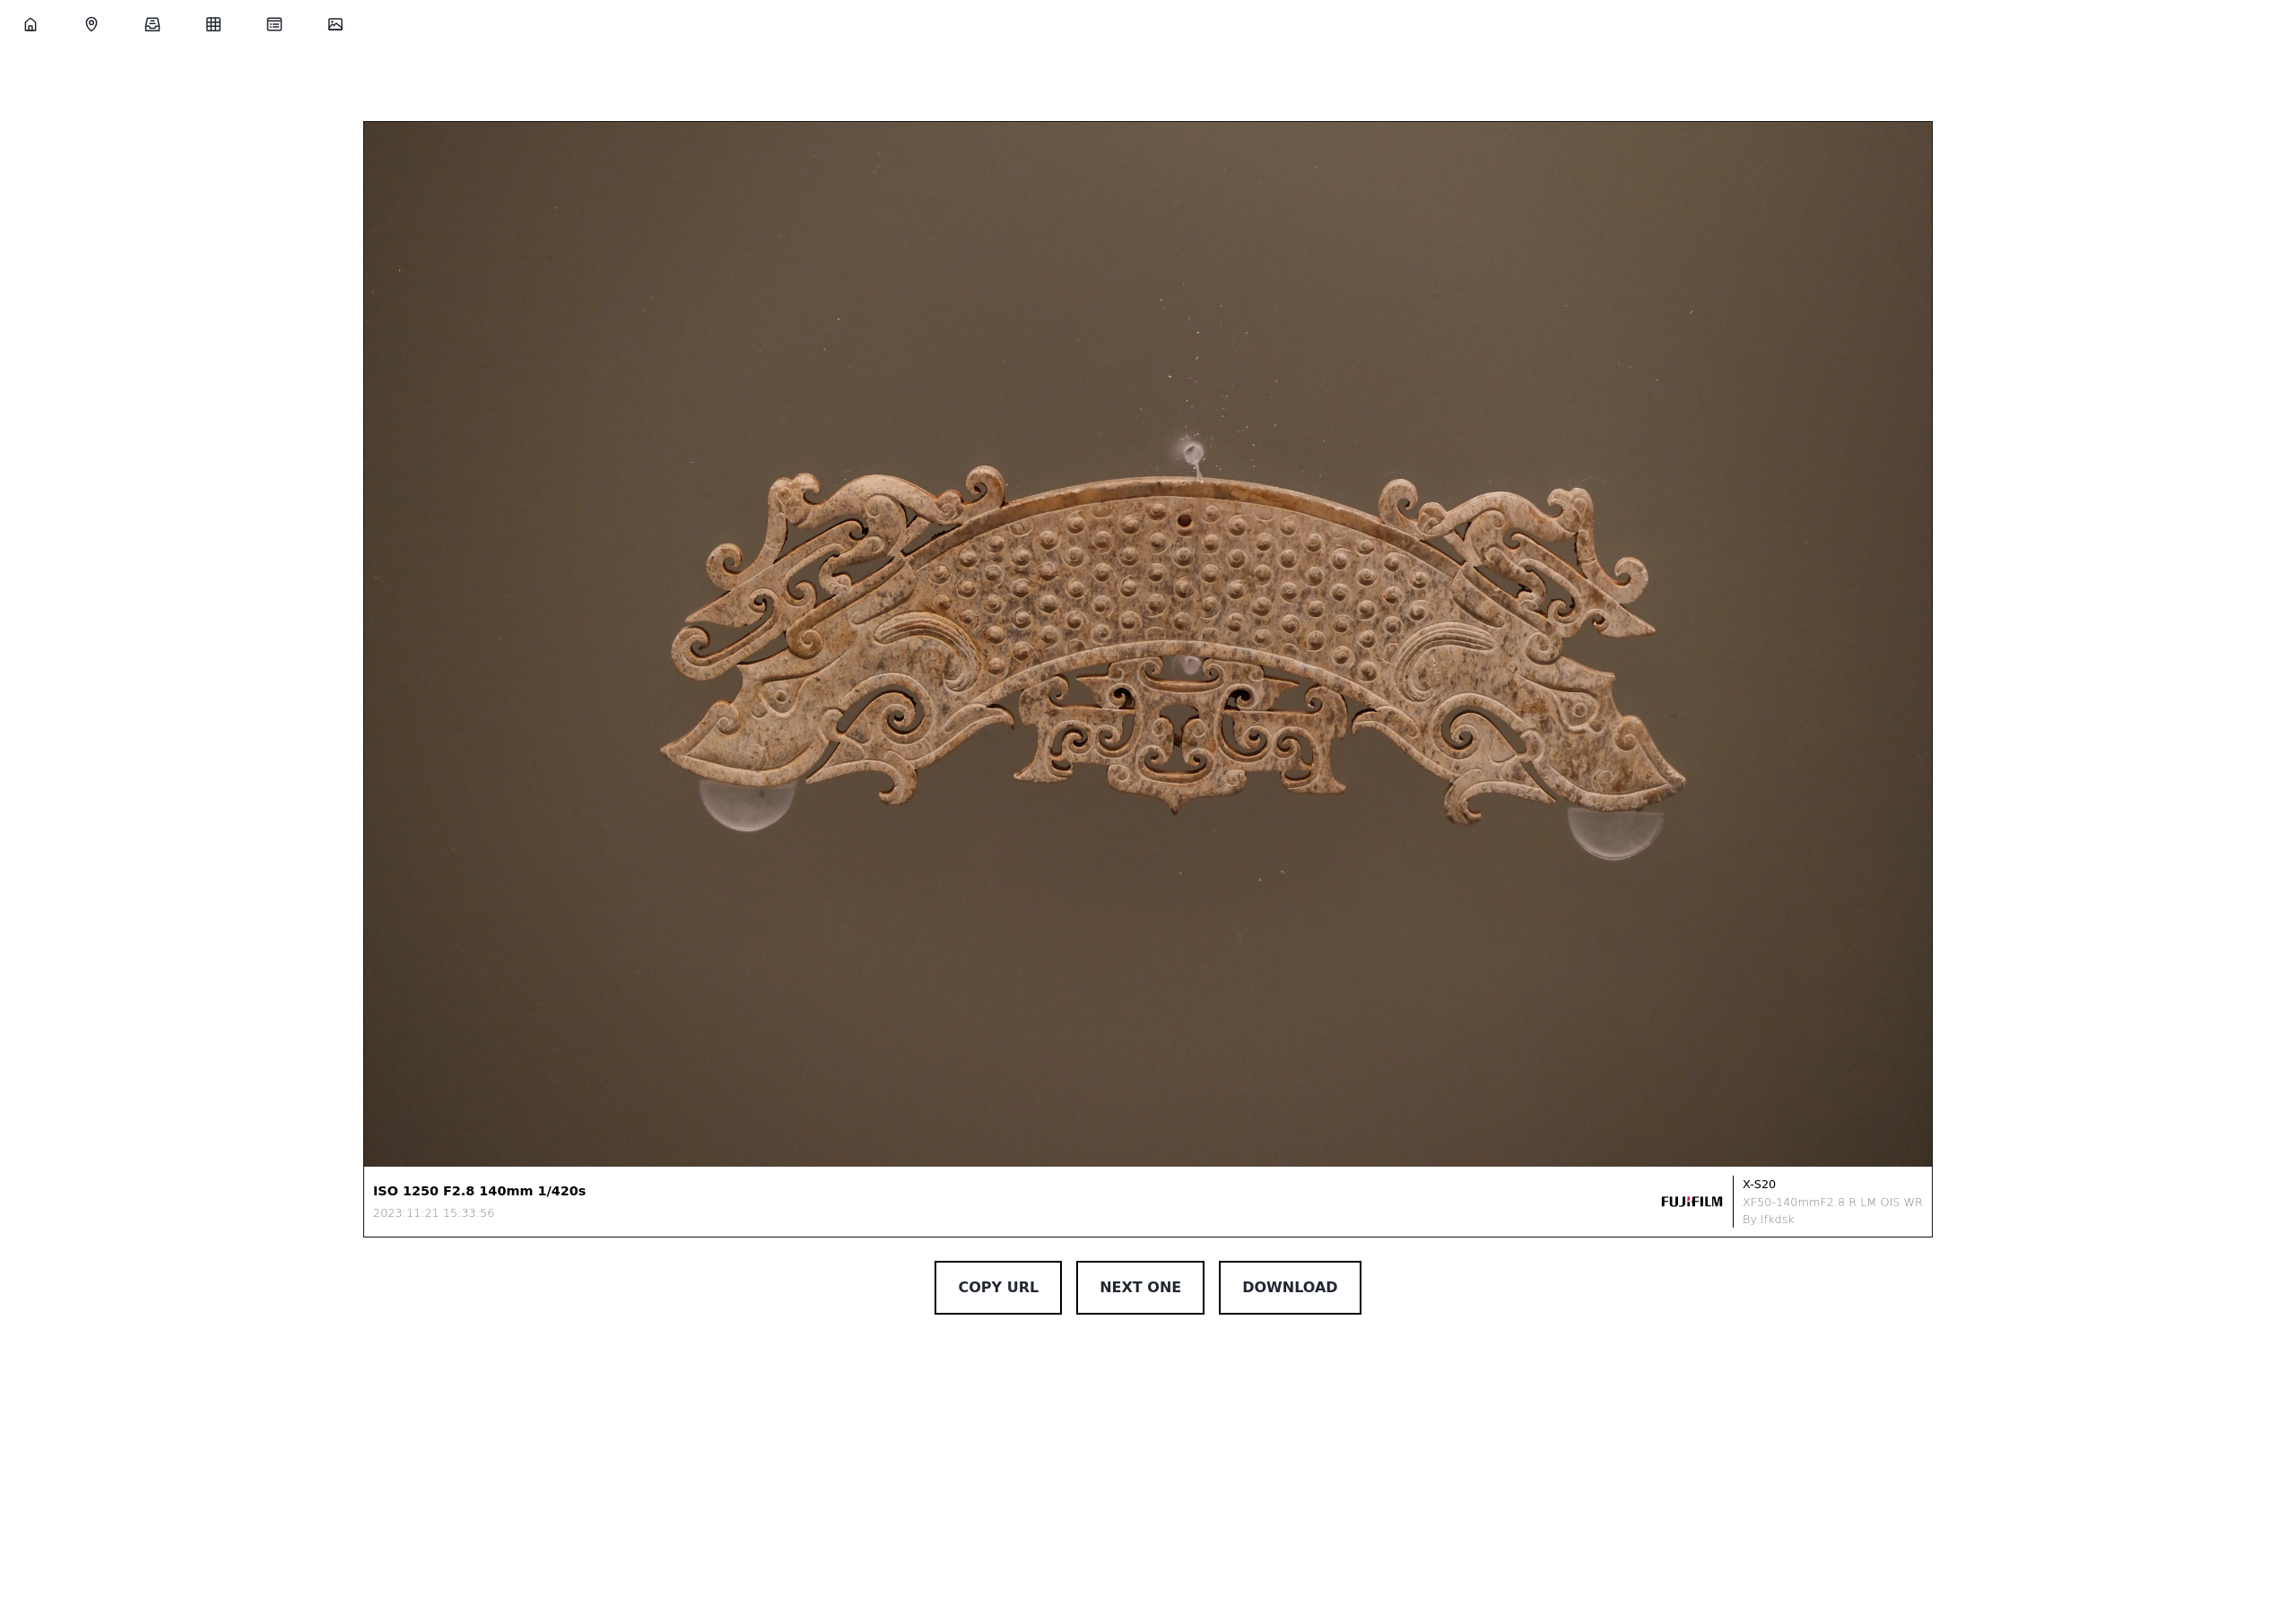 ISO 1250 F2.8 140mm 1/420s
2023:11:21 15:33:56
FUJIFILM
X-S20
XF50-140mmF2.8 R LM OIS WR
By lfkdsk
COPY URL
NEXT ONE
DOWNLOAD